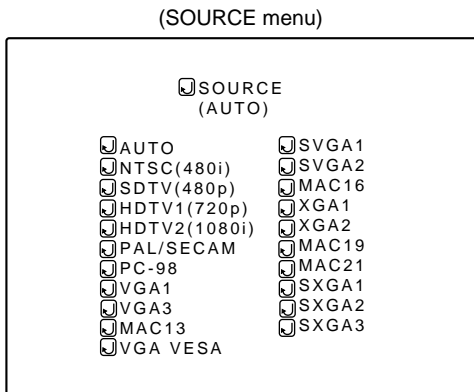 (SOURCE menu)
SOURCE
(AUTO)
AUTO
NTSC(480i)
SDTV(480p)
HDTV1(720p)
HDTV2(1080i)
PAL/SECAM
PC-98
VGA1
VGA3
MAC13
VGA VESA
SVGA1
SVGA2
MAC16
XGA1
XGA2
MAC19
MAC21
SXGA1
SXGA2
SXGA3